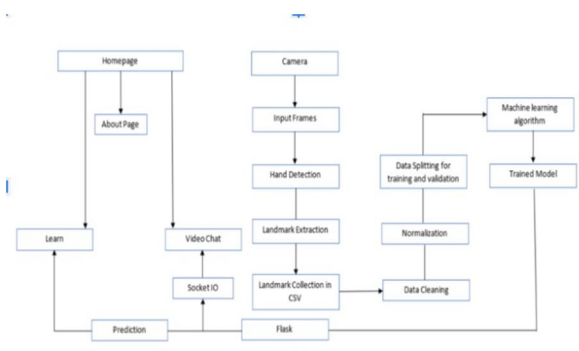 Homepage
About Page
Learn
Video Chat
Socket IO
Prediction
Flask
Camera
Input Frames
Hand Detection
Landmark Extraction
Landmark Collection in
CSV
Data Cleaning
Normalization
Data Splitting for
training and validation
Machine learning
algorithm
Trained Model